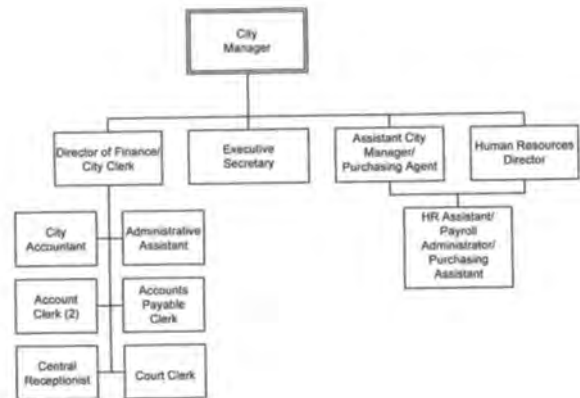 City
Manager
Director of Finance/
City Clerk
Executive
Secretary
Assistant City
Manager/
Purchasing Agent
Human Resources
Director
City
Accountant
Administrative
Assistant
HR Assistant/
Payroll
Administrator/
Purchasing
Assistant
Account
Clerk (2)
Accounts
Payable
Clerk
Central
Receptionist
Court Clerk